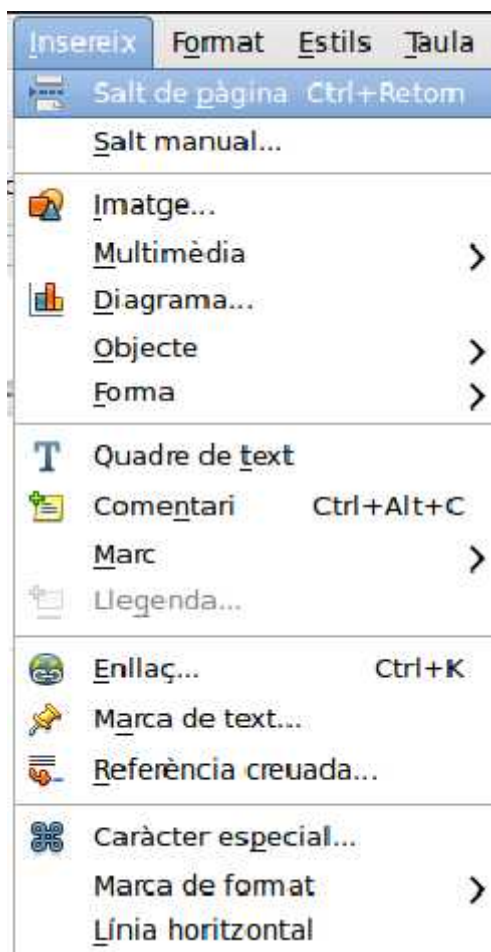 Insereix Format Estils Taula
Salt de pàgina Ctrl+Retorn
Salt manual...
Imatge...
Multimèdia
Diagrama...
Objecte
Forma
Quadre de text
Comentari Ctrl+Alt+C
Marc
Llegenda...
Enllaç... Ctrl+K
Marca de text...
Referència creuada...
Caràcter especial...
Marca de format
Línia horitzontal